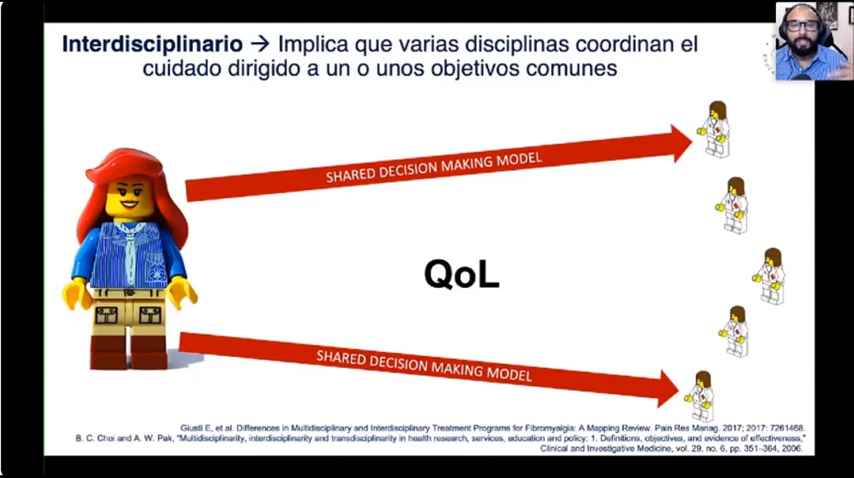 Interdisciplinario → Implica que varias disciplinas coordinan el
cuidado dirigido a un o unos objetivos comunes
SHARED DECISION MAKING MODEL
QoL
SHARED DECISION MAKING MODEL
Giusti E, et al. Differences in Multidisciplinary and Interdisciplinary Treatment Programs for Fibromyalgia: A Mapping Review. Pain Res Manag. 2017; 2017: 7261468.
B. C. Choi and A. W. Pak, “Multidisciplinarity, interdisciplinarity and transdisciplinarity in health research, services, education and policy: 1. Definitions, objectives, and evidence of effectiveness,”
Clinical and Investigative Medicine, vol. 29, no. 6, pp. 351–364, 2006.